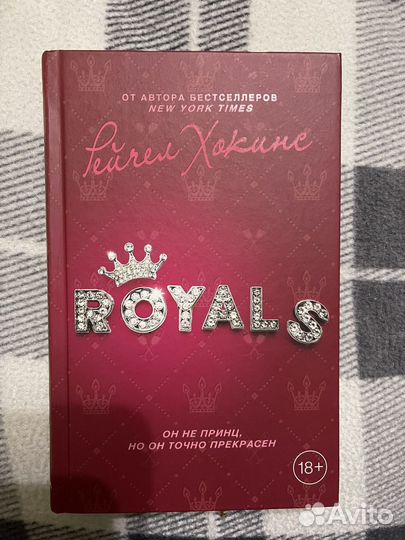 ОТ АВТОРА БЕСТСЕЛЛЕРОВ
NEW YORK TIMES
Рейчел Хокинс
ROYALS
ОН НЕ ПРИНЦ,
НО ОН ТОЧНО ПРЕКРАСЕН
18+
Avito